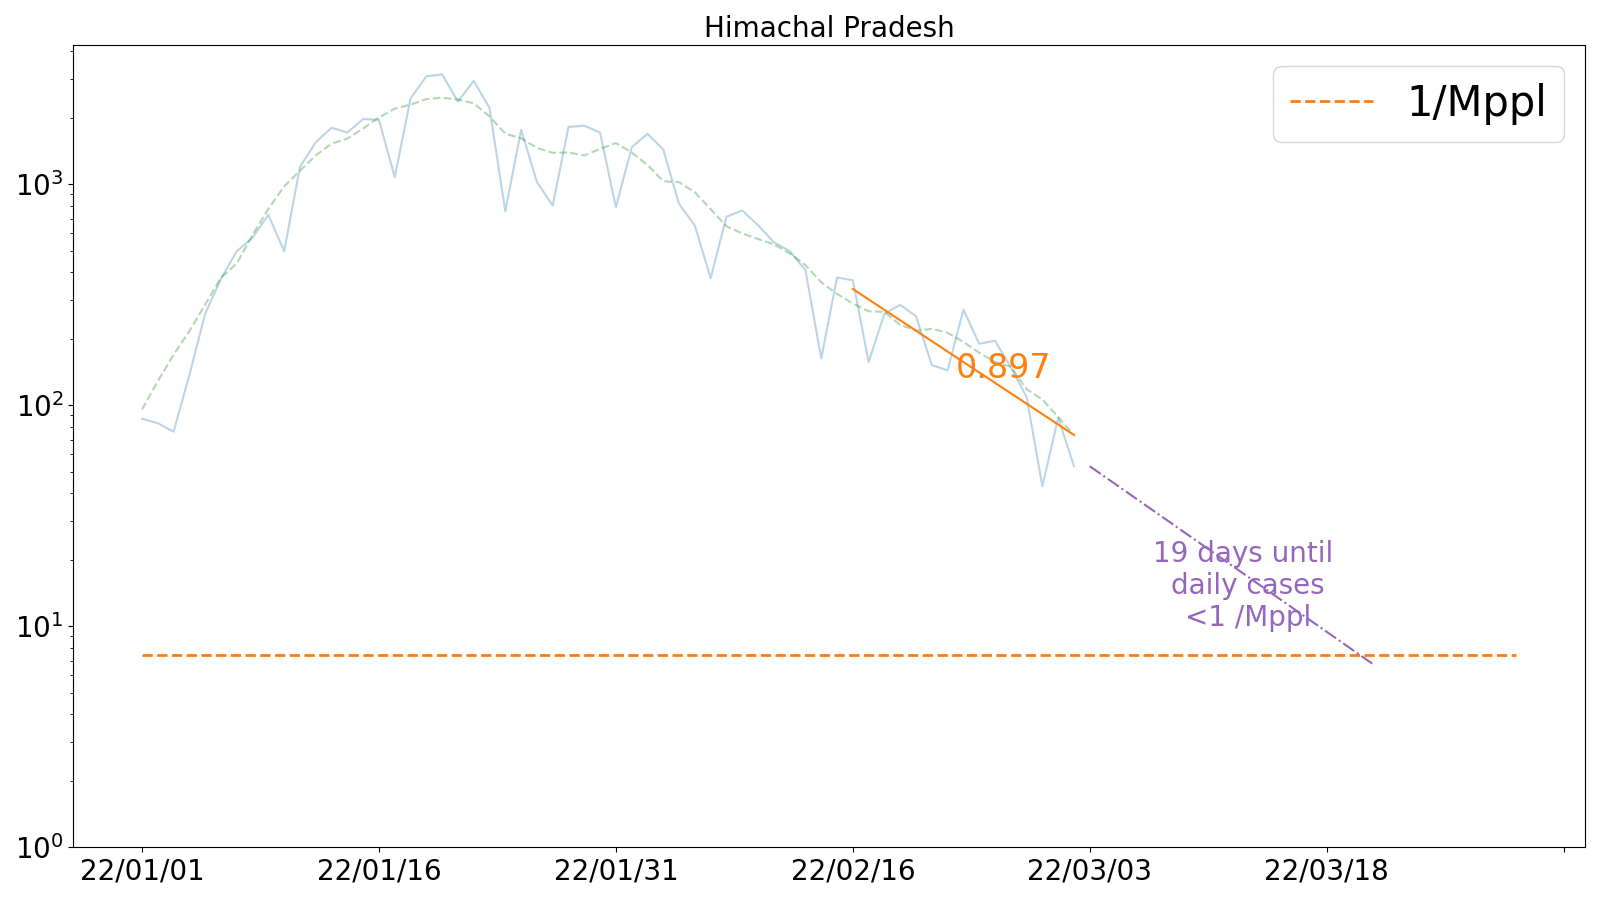 Himachal Pradesh
1/Mppl
10³
10²
10¹
10⁰
0.897
19 days until
daily cases
<1 /Mppl
22/01/01 22/01/16 22/01/31 22/02/16 22/03/03 22/03/18